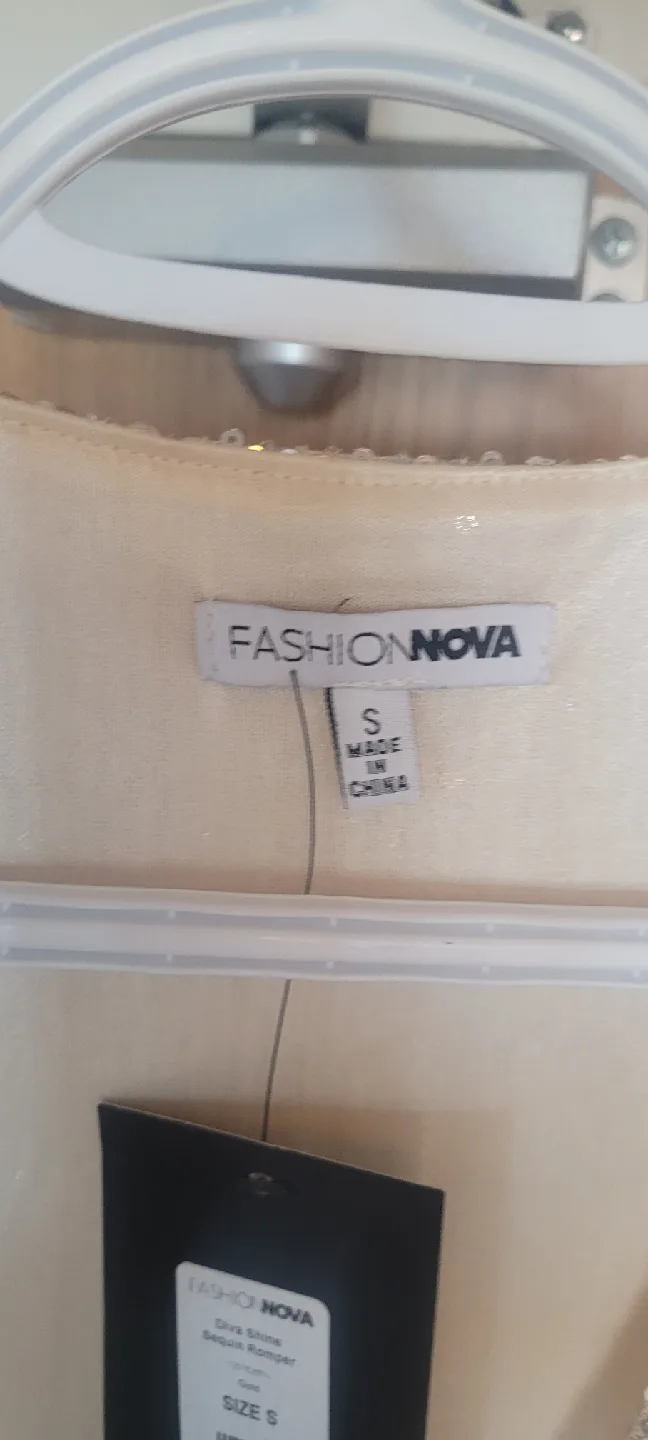 FASHIONNOVA
S
MADE
IN
CHINA
FASHIONNOVA
Diva Shine
Sequin Romper
Gold
SIZE S